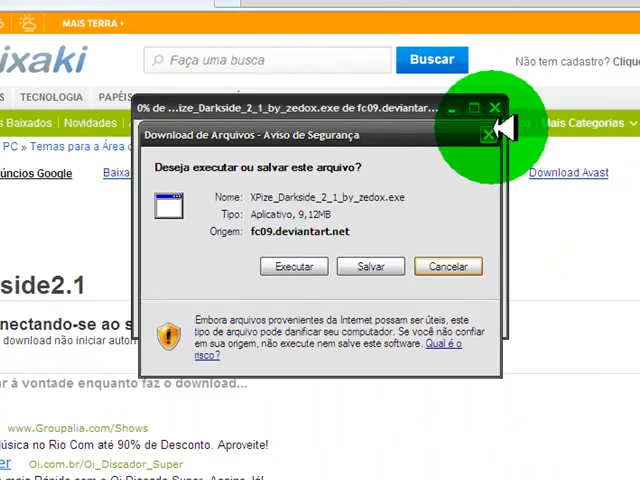 MAIS TERRA
ixaki
Faça uma pesquisa
Buscar
Não tem cadastro? Clique
S TECNOLOGIA PAPÉIS
0% de ...ize_Darkside_2_1_by_zedox.exe de fc09.deviantar...
s Baixados | Novidades
Mais Categorias
PC » Temas para a Área d
Download de Arquivos - Aviso de Segurança
Deseja executar ou salvar este arquivo?
úncios Google
Baixa
Download Avast
Nome: XPize_Darkside_2_1_by_zedox.exe
Tipo: Aplicativo, 9,12MB
Origem: fc09.deviantart.net
Executar Salvar Cancelar
side2.1
nectando-se ao s
download não iniciar autom
Embora arquivos provenientes da Internet possam ser úteis, este
tipo de arquivo pode danificar seu computador. Se você não confiar
em sua origem, não execute nem salve este software. Qual é o
risco?
ar à vontade enquanto faz o download...
www.Groupalia.com/Shows
lúsica no Rio Com até 90% de Desconto. Aproveite!
er Oi.com.br/Oi_Discador_Super